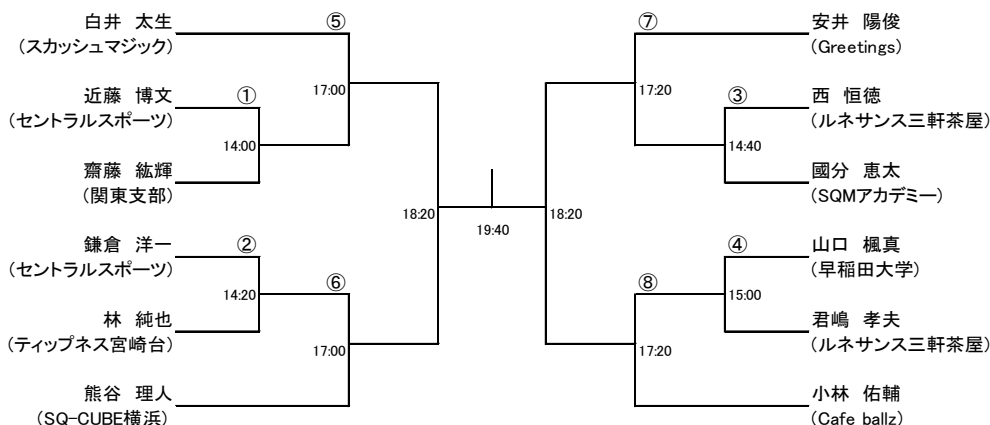 白井 太生
(スカッシュマジック)
⑤
17:00
近藤 博文
(セントラルスポーツ)
①
14:00
齋藤 紘輝
(関東支部)
18:20
鎌倉 洋一
(セントラルスポーツ)
②
14:20
林 純也
(ティップネス宮崎台)
⑥
17:00
熊谷 理人
(SQ-CUBE横浜)
19:40
⑦
安井 陽俊
(Greetings)
17:20
③
西 恒徳
(ルネサンス三軒茶屋)
14:40
國分 恵太
(SQMアカデミー)
18:20
④
山口 楓真
(早稲田大学)
15:00
⑧
君嶋 孝夫
(ルネサンス三軒茶屋)
17:20
小林 佑輔
(Cafe ballz)